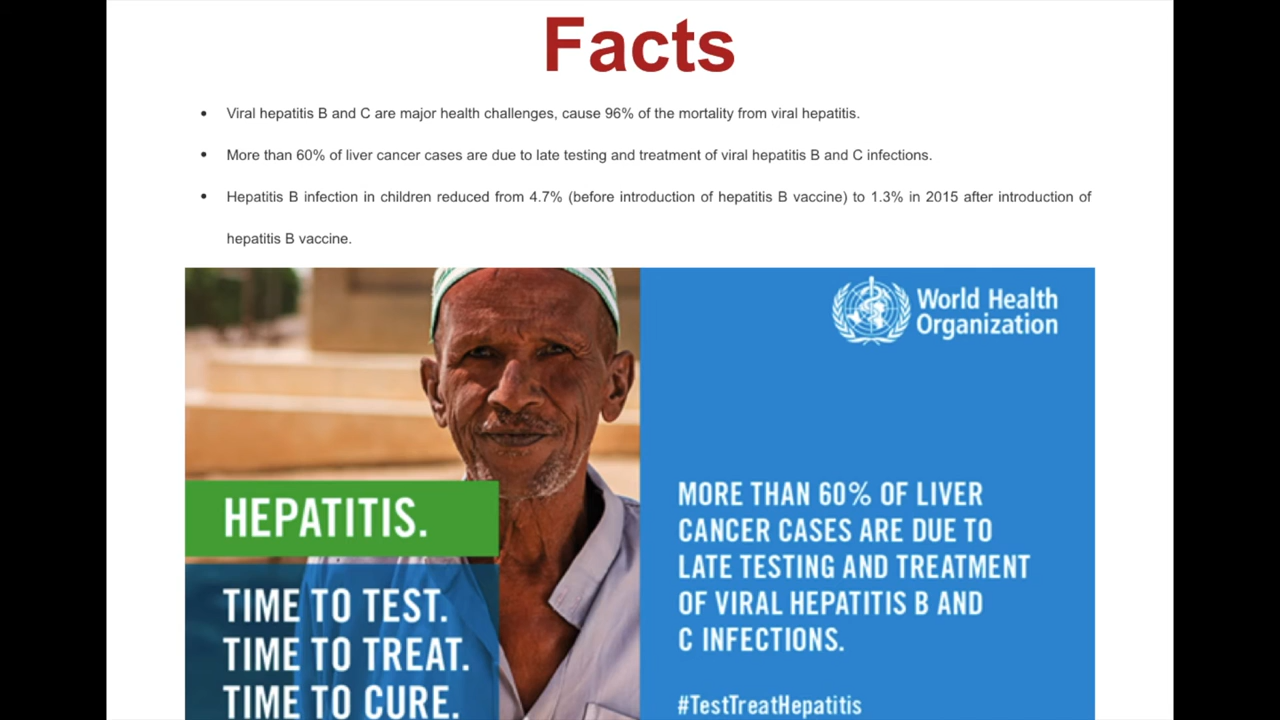 Facts
• Viral hepatitis B and C are major health challenges, cause 96% of the mortality from viral hepatitis.
• More than 60% of liver cancer cases are due to late testing and treatment of viral hepatitis B and C infections.
• Hepatitis B infection in children reduced from 4.7% (before introduction of hepatitis B vaccine) to 1.3% in 2015 after introduction of
hepatitis B vaccine.
World Health
Organization
HEPATITIS.
TIME TO TEST.
TIME TO TREAT.
TIME TO CURE.
MORE THAN 60% OF LIVER
CANCER CASES ARE DUE TO
LATE TESTING AND TREATMENT
OF VIRAL HEPATITIS B AND
C INFECTIONS.
#TestTreatHepatitis